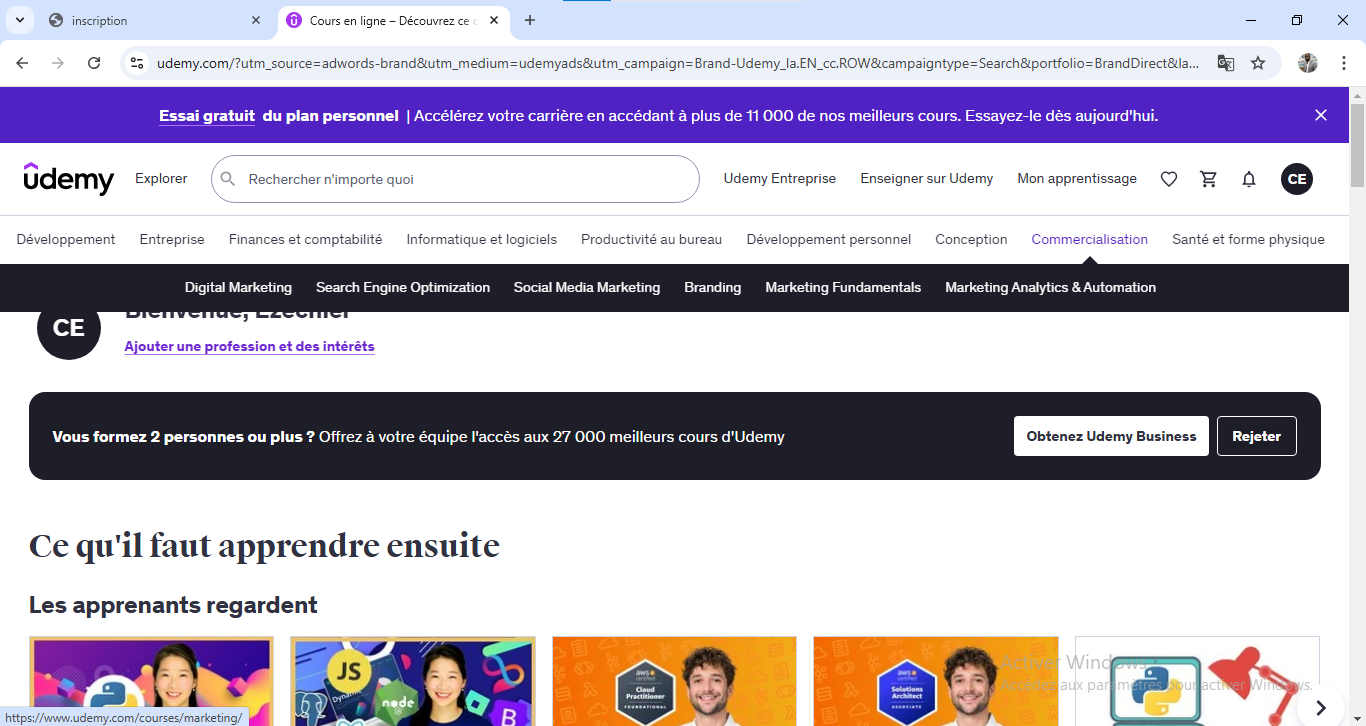 inscription
Cours en ligne – Découvrez ce c
udemy.com/?utm_source=adwords-brand&utm_medium=udemyads&utm_campaign=Brand-Udemy_la.EN_cc.ROW&campaigntype=Search&portfolio=BrandDirect&la...
Essai gratuit du plan personnel | Accélérez votre carrière en accédant à plus de 11 000 de nos meilleurs cours. Essayez-le dès aujourd'hui.
ûdemy Explorer Rechercher n'importe quoi Udemy Entreprise Enseigner sur Udemy Mon apprentissage CE
Développement Entreprise Finances et comptabilité Informatique et logiciels Productivité au bureau Développement personnel Conception Commercialisation Santé et forme physique
Digital Marketing Search Engine Optimization Social Media Marketing Branding Marketing Fundamentals Marketing Analytics & Automation
CE Bienvenue, Ezechiel
Ajouter une profession et des intérêts
Vous formez 2 personnes ou plus ? Offrez à votre équipe l'accès aux 27 000 meilleurs cours d'Udemy Obtenez Udemy Business Rejeter
Ce qu'il faut apprendre ensuite
Les apprenants regardent
JS
node
B
aws
certified
Cloud
Practitioner
FOUNDATIONAL
aws
certified
Solutions
Architect
ASSOCIATE
Activer Windows
aux paramètres pour activer Windows.
https://www.udemy.com/courses/marketing/